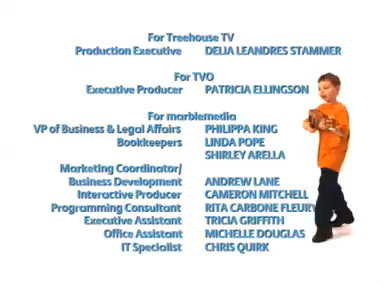 For Treehouse TV
Production Executive DELIA LEANDRES STAMMER
For TVO
Executive Producer PATRICIA ELLINGSON
For marblemedia
VP of Business & Legal Affairs PHILIPPA KING
Bookkeepers LINDA POPE
SHIRLEY ARELLA
Marketing Coordinator/
Business Development ANDREW LANE
Interactive Producer CAMERON MITCHELL
Programming Consultant RITA CARBONE FLEURY
Executive Assistant TRICIA GRIFFITH
Office Assistant MICHELLE DOUGLAS
IT Specialist CHRIS QUIRK